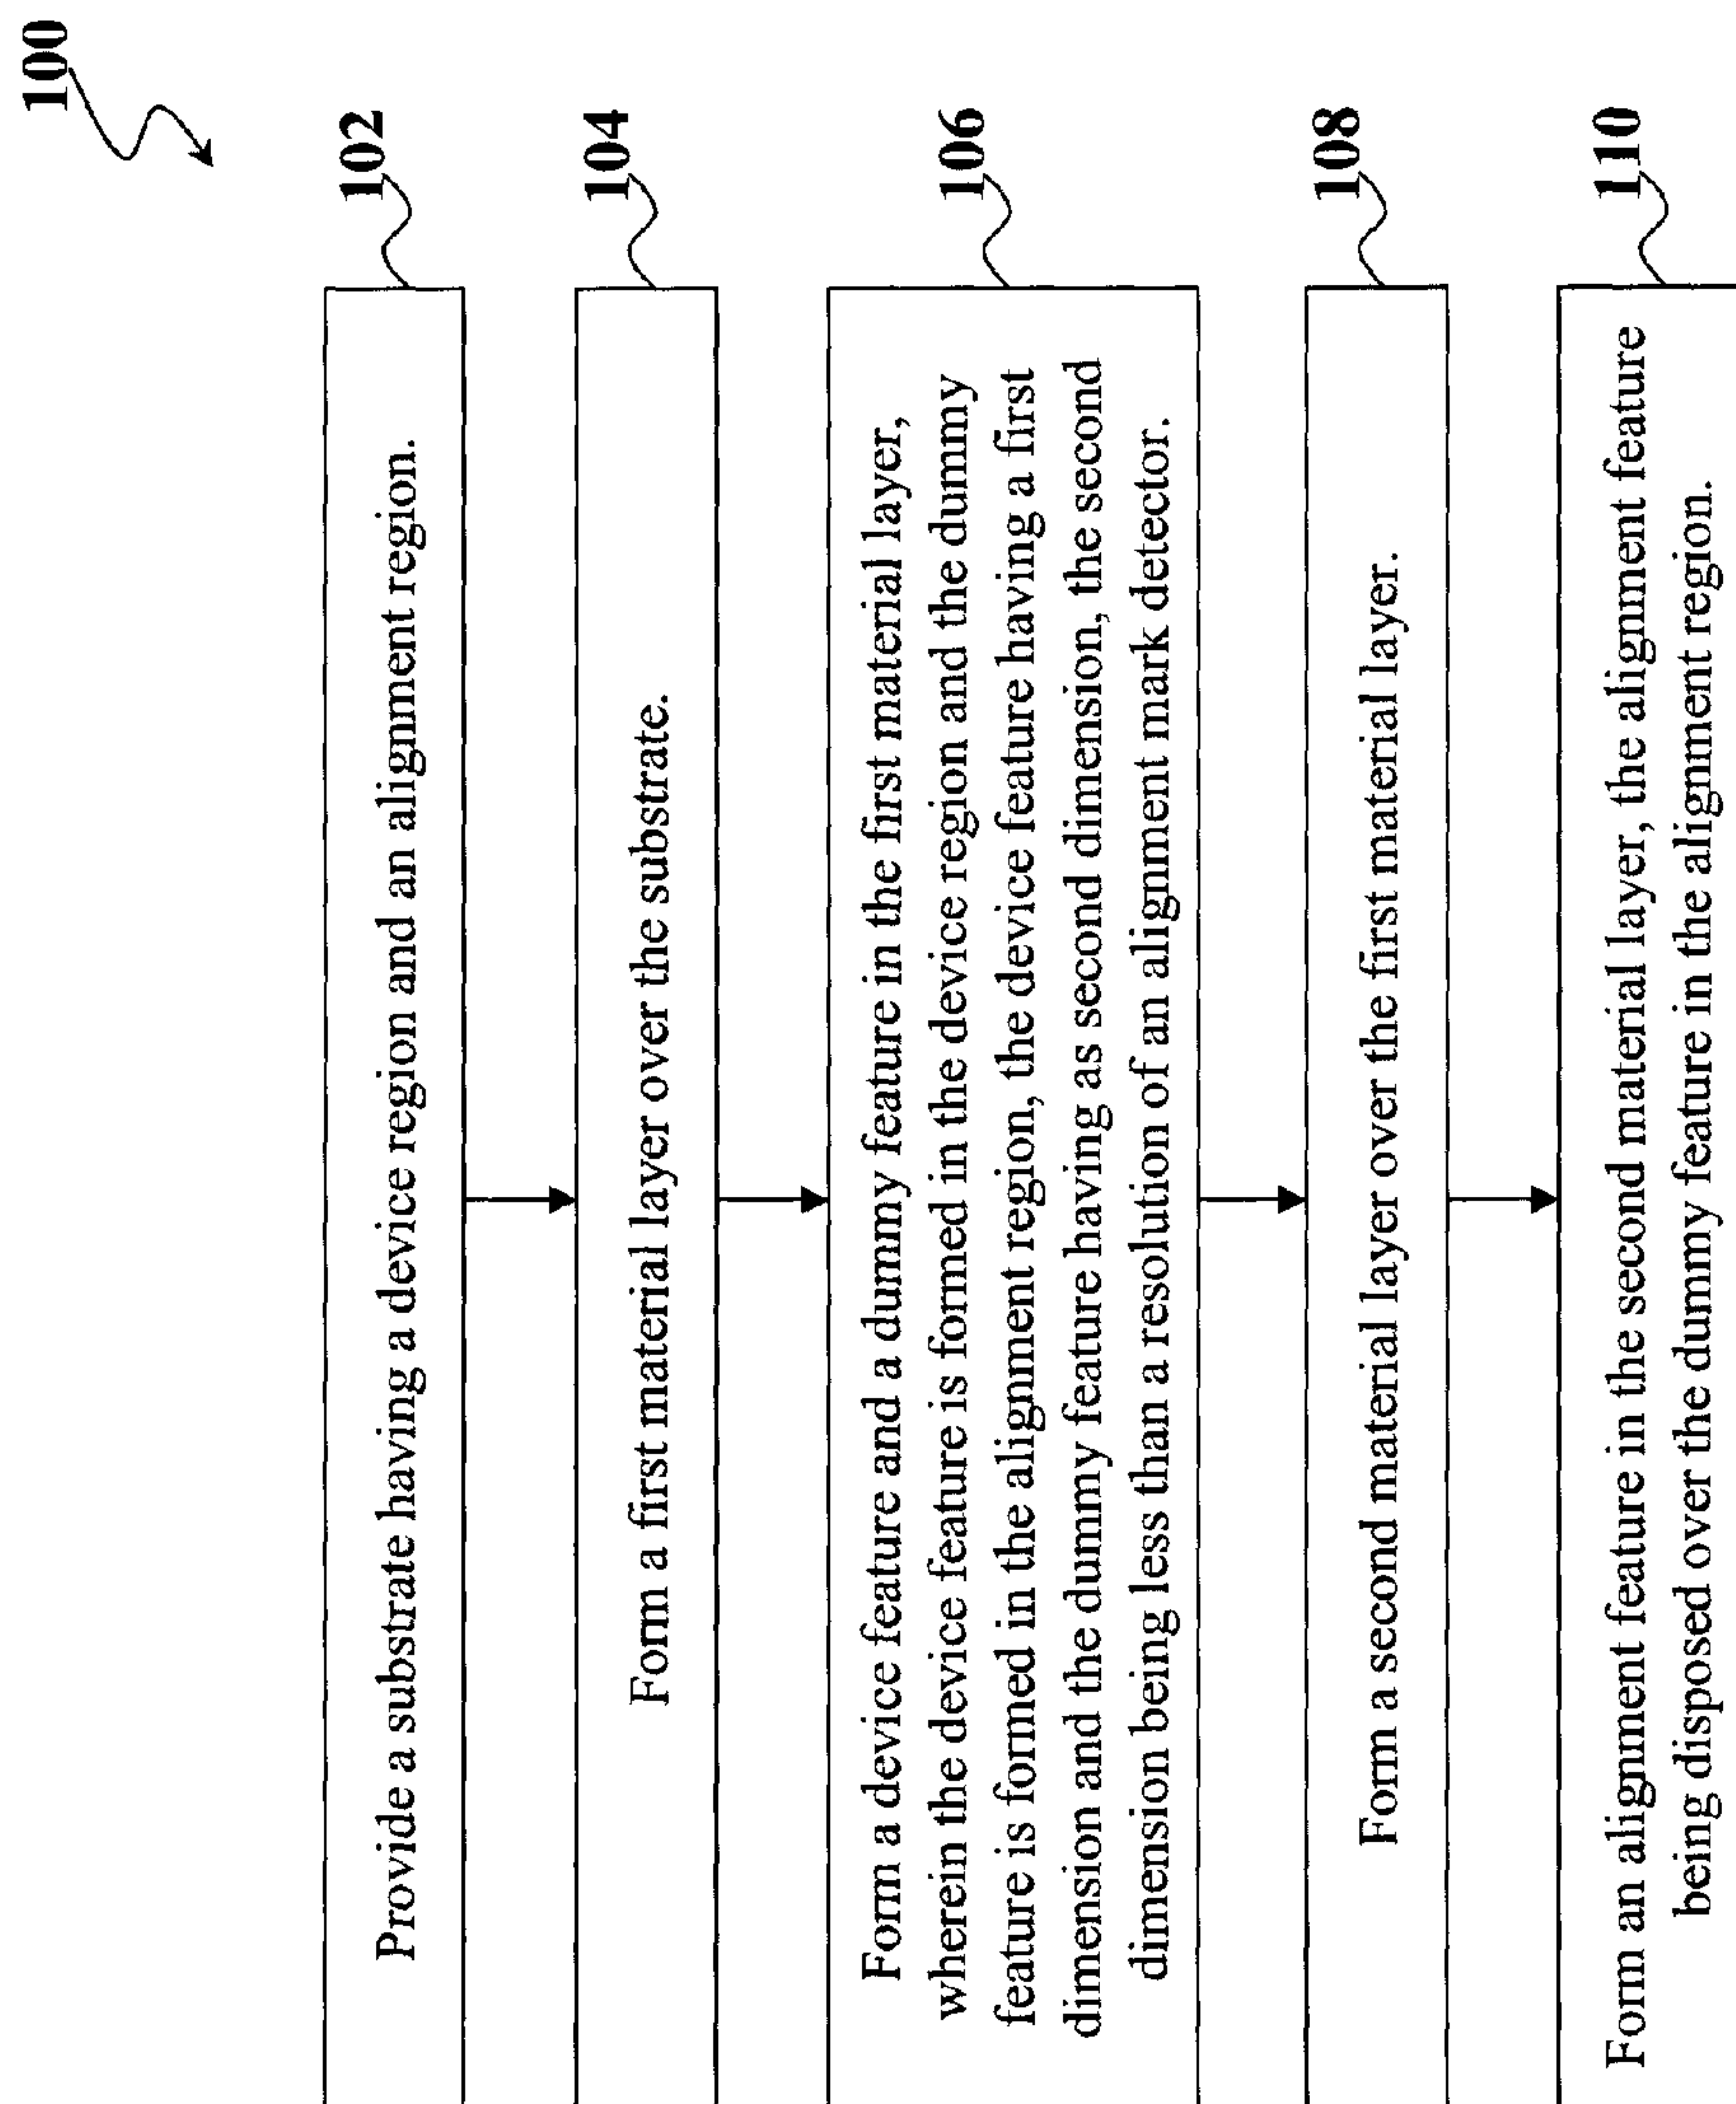 100
102
Provide a substrate having a device region and an alignment region.
104
Form a first material layer over the substrate.
106
Form a device feature and a dummy feature in the first material layer,
wherein the device feature is formed in the device region and the dummy
feature is formed in the alignment region, the device feature having a first
dimension and the dummy feature having as second dimension, the second
dimension being less than a resolution of an alignment mark detector.
108
Form a second material layer over the first material layer.
110
Form an alignment feature in the second material layer, the alignment feature
being disposed over the dummy feature in the alignment region.